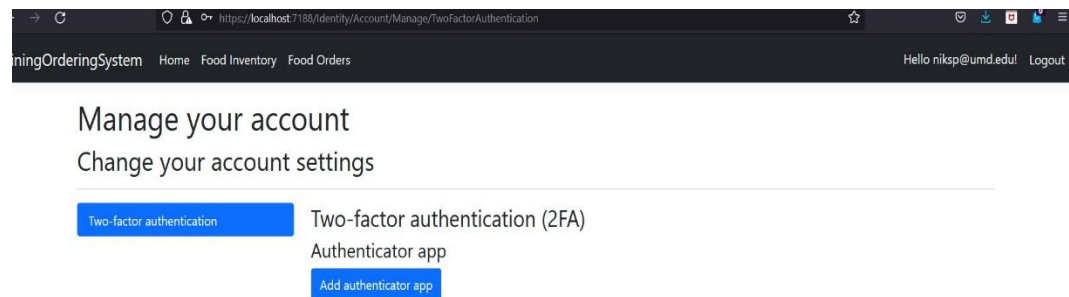 https://localhost:7188/Identity/Account/Manage/TwoFactorAuthentication
iningOrderingSystem Home Food Inventory Food Orders Hello niksp@umd.edu! Logout
Manage your account
Change your account settings
Two-factor authentication
Two-factor authentication (2FA)
Authenticator app
Add authenticator app